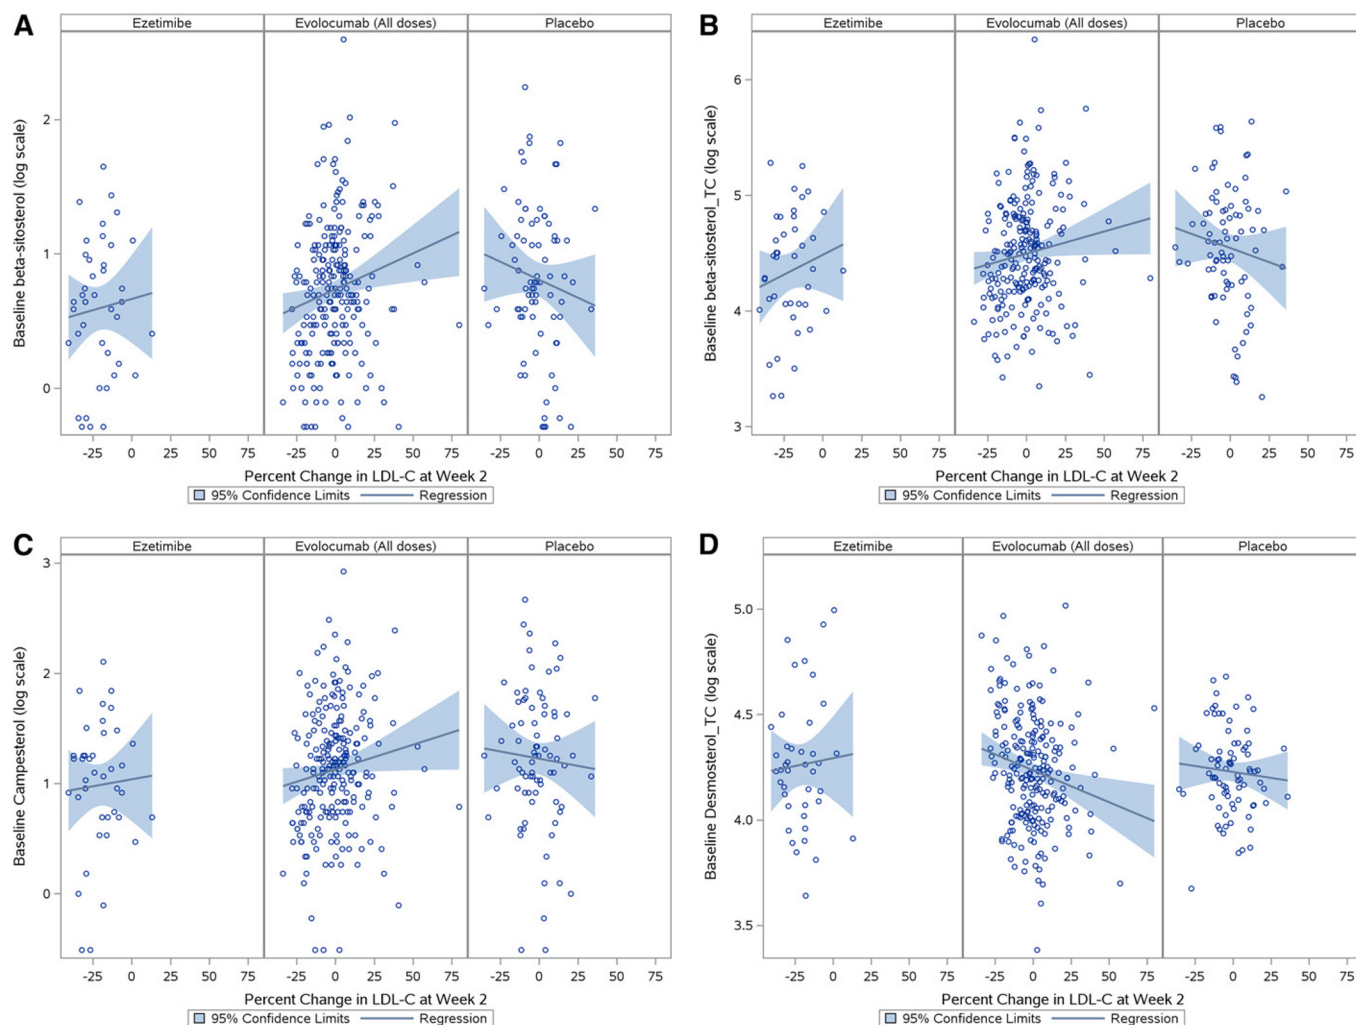 A
Ezetimibe Evolocumab (All doses) Placebo
Baseline beta-sitosterol (log scale)
2
1
0
-25 0 25 50 75 -25 0 25 50 75 -25 0 25 50 75
Percent Change in LDL-C at Week 2
95% Confidence Limits Regression
B
Ezetimibe Evolocumab (All doses) Placebo
Baseline beta-sitosterol_TC (log scale)
6
5
4
3
-25 0 25 50 75 -25 0 25 50 75 -25 0 25 50 75
Percent Change in LDL-C at Week 2
95% Confidence Limits Regression
C
Ezetimibe Evolocumab (All doses) Placebo
Baseline Campesterol (log scale)
3
2
1
0
-25 0 25 50 75 -25 0 25 50 75 -25 0 25 50 75
Percent Change in LDL-C at Week 2
95% Confidence Limits Regression
D
Ezetimibe Evolocumab (All doses) Placebo
Baseline Desmosterol_TC (log scale)
5.0
4.5
4.0
3.5
-25 0 25 50 75 -25 0 25 50 75 -25 0 25 50 75
Percent Change in LDL-C at Week 2
95% Confidence Limits Regression